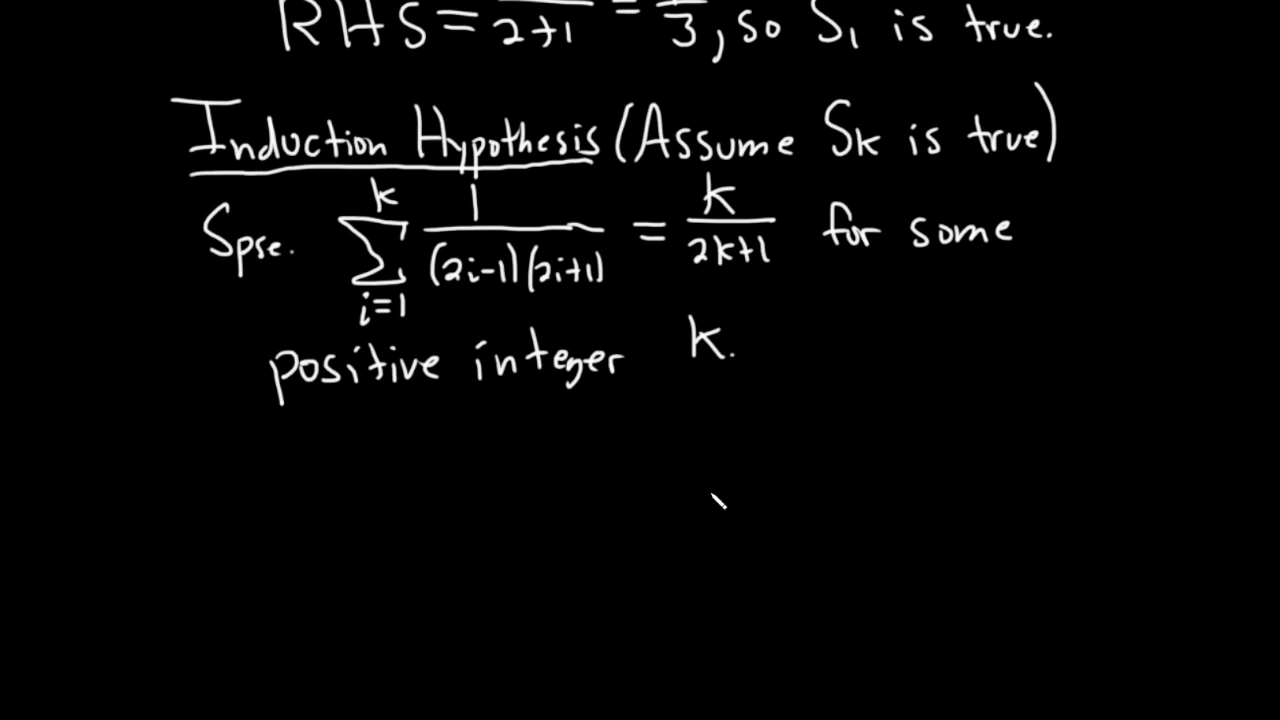 RHS = 2+1 = 3, so S₁ is true.
Induction Hypothesis (Assume Sk is true)
Spse. ∑_{i=1}^{k} 1/((2i-1)(2i+1)) = k/(2k+1) for some
positive integer k.